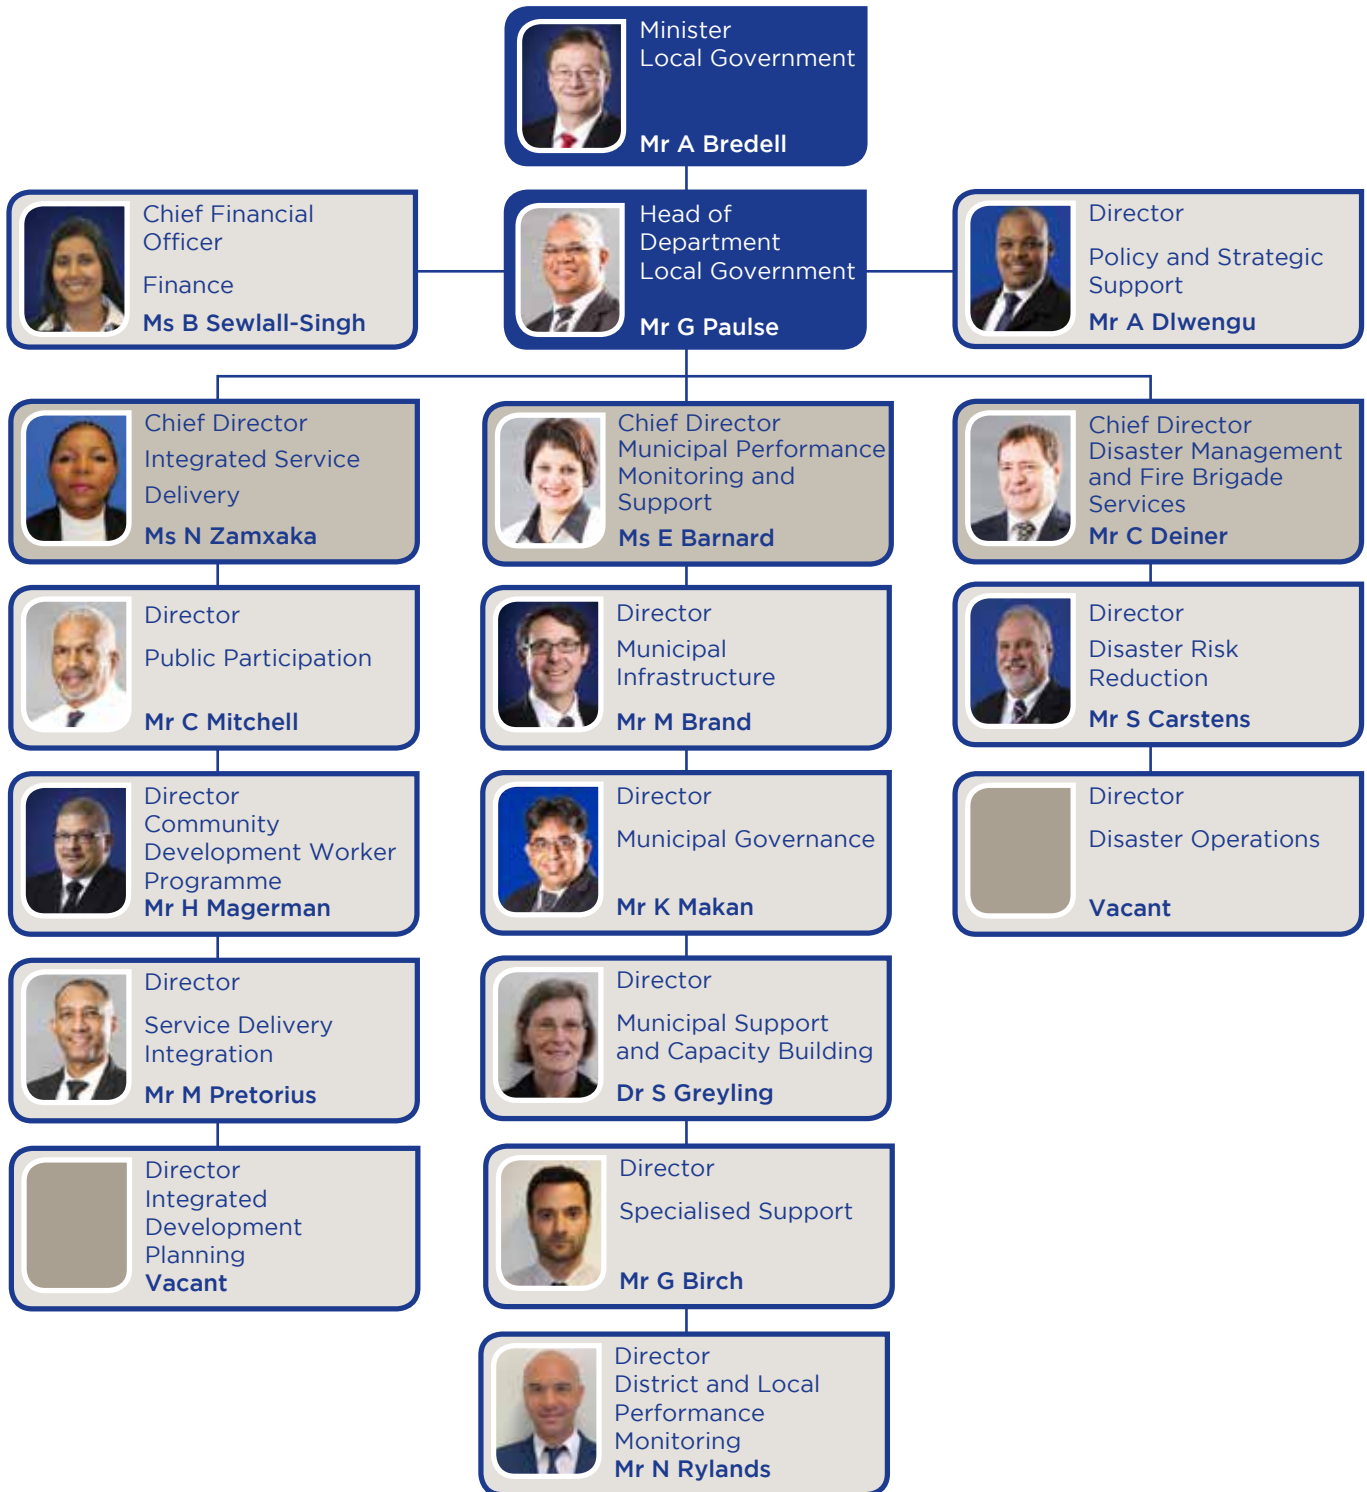 Minister
Local Government
Mr A Bredell
Chief Financial
Officer
Finance
Ms B Sewlall-Singh
Head of
Department
Local Government
Mr G Paulse
Director
Policy and Strategic
Support
Mr A Dlwengu
Chief Director
Integrated Service
Delivery
Ms N Zamxaka
Chief Director
Municipal Performance
Monitoring and
Support
Ms E Barnard
Chief Director
Disaster Management
and Fire Brigade
Services
Mr C Deiner
Director
Public Participation
Mr C Mitchell
Director
Municipal
Infrastructure
Mr M Brand
Director
Disaster Risk
Reduction
Mr S Carstens
Director
Community
Development Worker
Programme
Mr H Magerman
Director
Municipal Governance
Mr K Makan
Director
Disaster Operations
Vacant
Director
Service Delivery
Integration
Mr M Pretorius
Director
Municipal Support
and Capacity Building
Dr S Greyling
Director
Integrated
Development
Planning
Vacant
Director
Specialised Support
Mr G Birch
Director
District and Local
Performance
Monitoring
Mr N Rylands